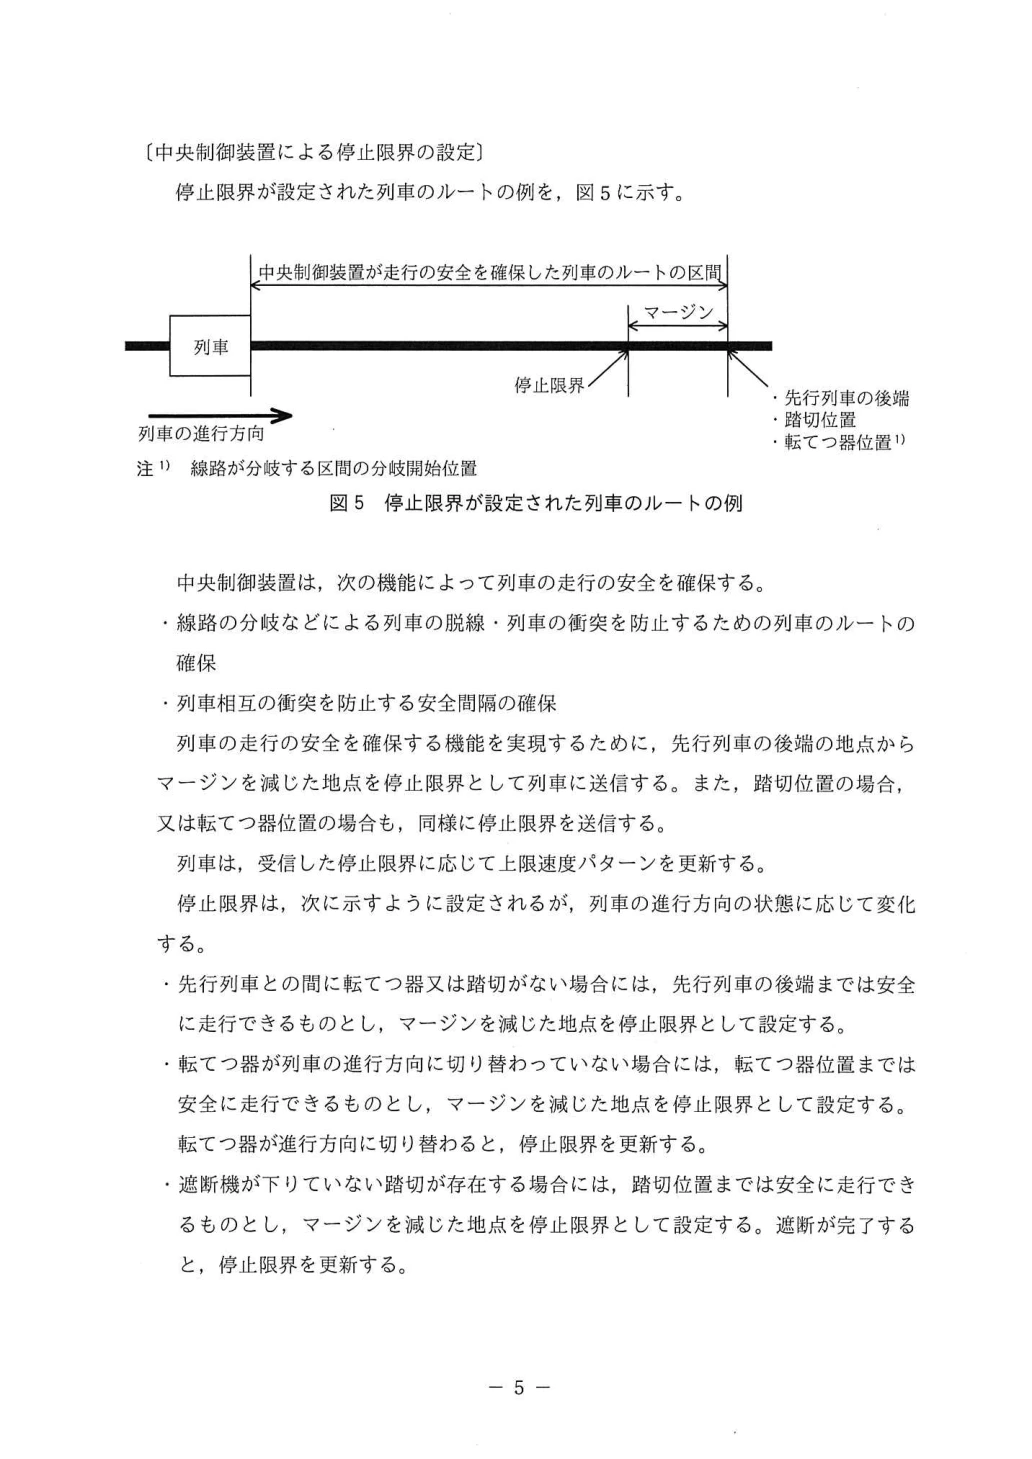 〔中央制御装置による停止限界の設定〕
停止限界が設定された列車のルートの例を，図５に示す。
中央制御装置が走行の安全を確保した列車のルートの区間
マージン
列車
停止限界
・先行列車の後端
・踏切位置
・転てつ器位置1)
列車の進行方向
注1)　線路が分岐する区間の分岐開始位置
図５　停止限界が設定された列車のルートの例
中央制御装置は，次の機能によって列車の走行の安全を確保する。
・線路の分岐などによる列車の脱線・列車の衝突を防止するための列車のルートの
確保
・列車相互の衝突を防止する安全間隔の確保
列車の走行の安全を確保する機能を実現するために，先行列車の後端の地点から
マージンを減じた地点を停止限界として列車に送信する。また，踏切位置の場合，
又は転てつ器位置の場合も，同様に停止限界を送信する。
列車は，受信した停止限界に応じて上限速度パターンを更新する。
停止限界は，次に示すように設定されるが，列車の進行方向の状態に応じて変化
する。
・先行列車との間に転てつ器又は踏切がない場合には，先行列車の後端までは安全
に走行できるものとし，マージンを減じた地点を停止限界として設定する。
・転てつ器が列車の進行方向に切り替わっていない場合には，転てつ器位置までは
安全に走行できるものとし，マージンを減じた地点を停止限界として設定する。
転てつ器が進行方向に切り替わると，停止限界を更新する。
・遮断機が下りていない踏切が存在する場合には，踏切位置までは安全に走行でき
るものとし，マージンを減じた地点を停止限界として設定する。遮断が完了する
と，停止限界を更新する。
－ 5 －